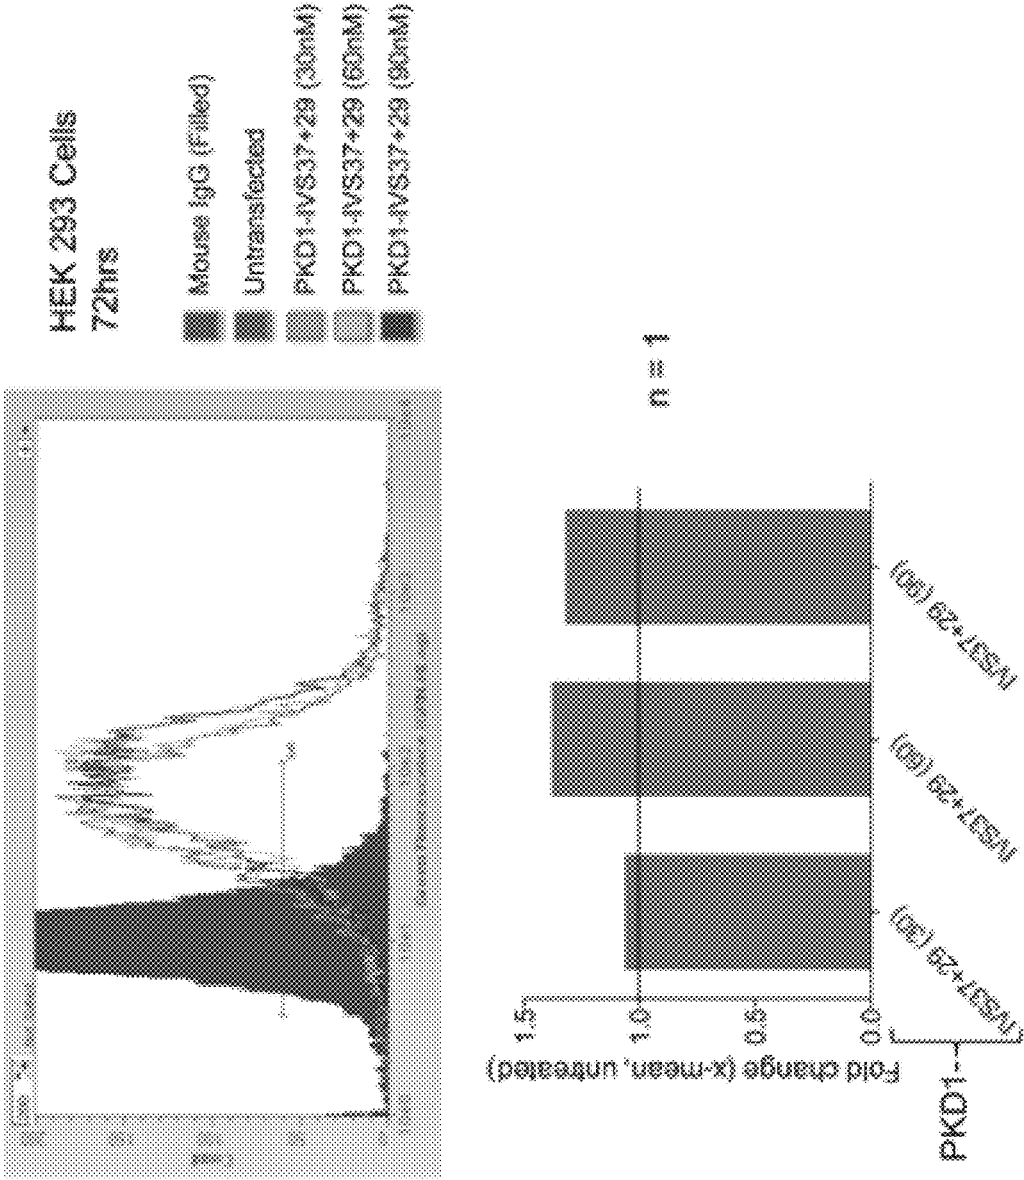 HEK 293 Cells
72hrs
Mouse IgG (Filled)
Untransfected
PKD1-IVS37+29 (30nM)
PKD1-IVS37+29 (60nM)
PKD1-IVS37+29 (90nM)
n = 1
Fold change (x-mean, untreated)
1.5
1.0
0.5
0.0
IVS37+29 (30)
IVS37+29 (60)
IVS37+29 (90)
PKD1-